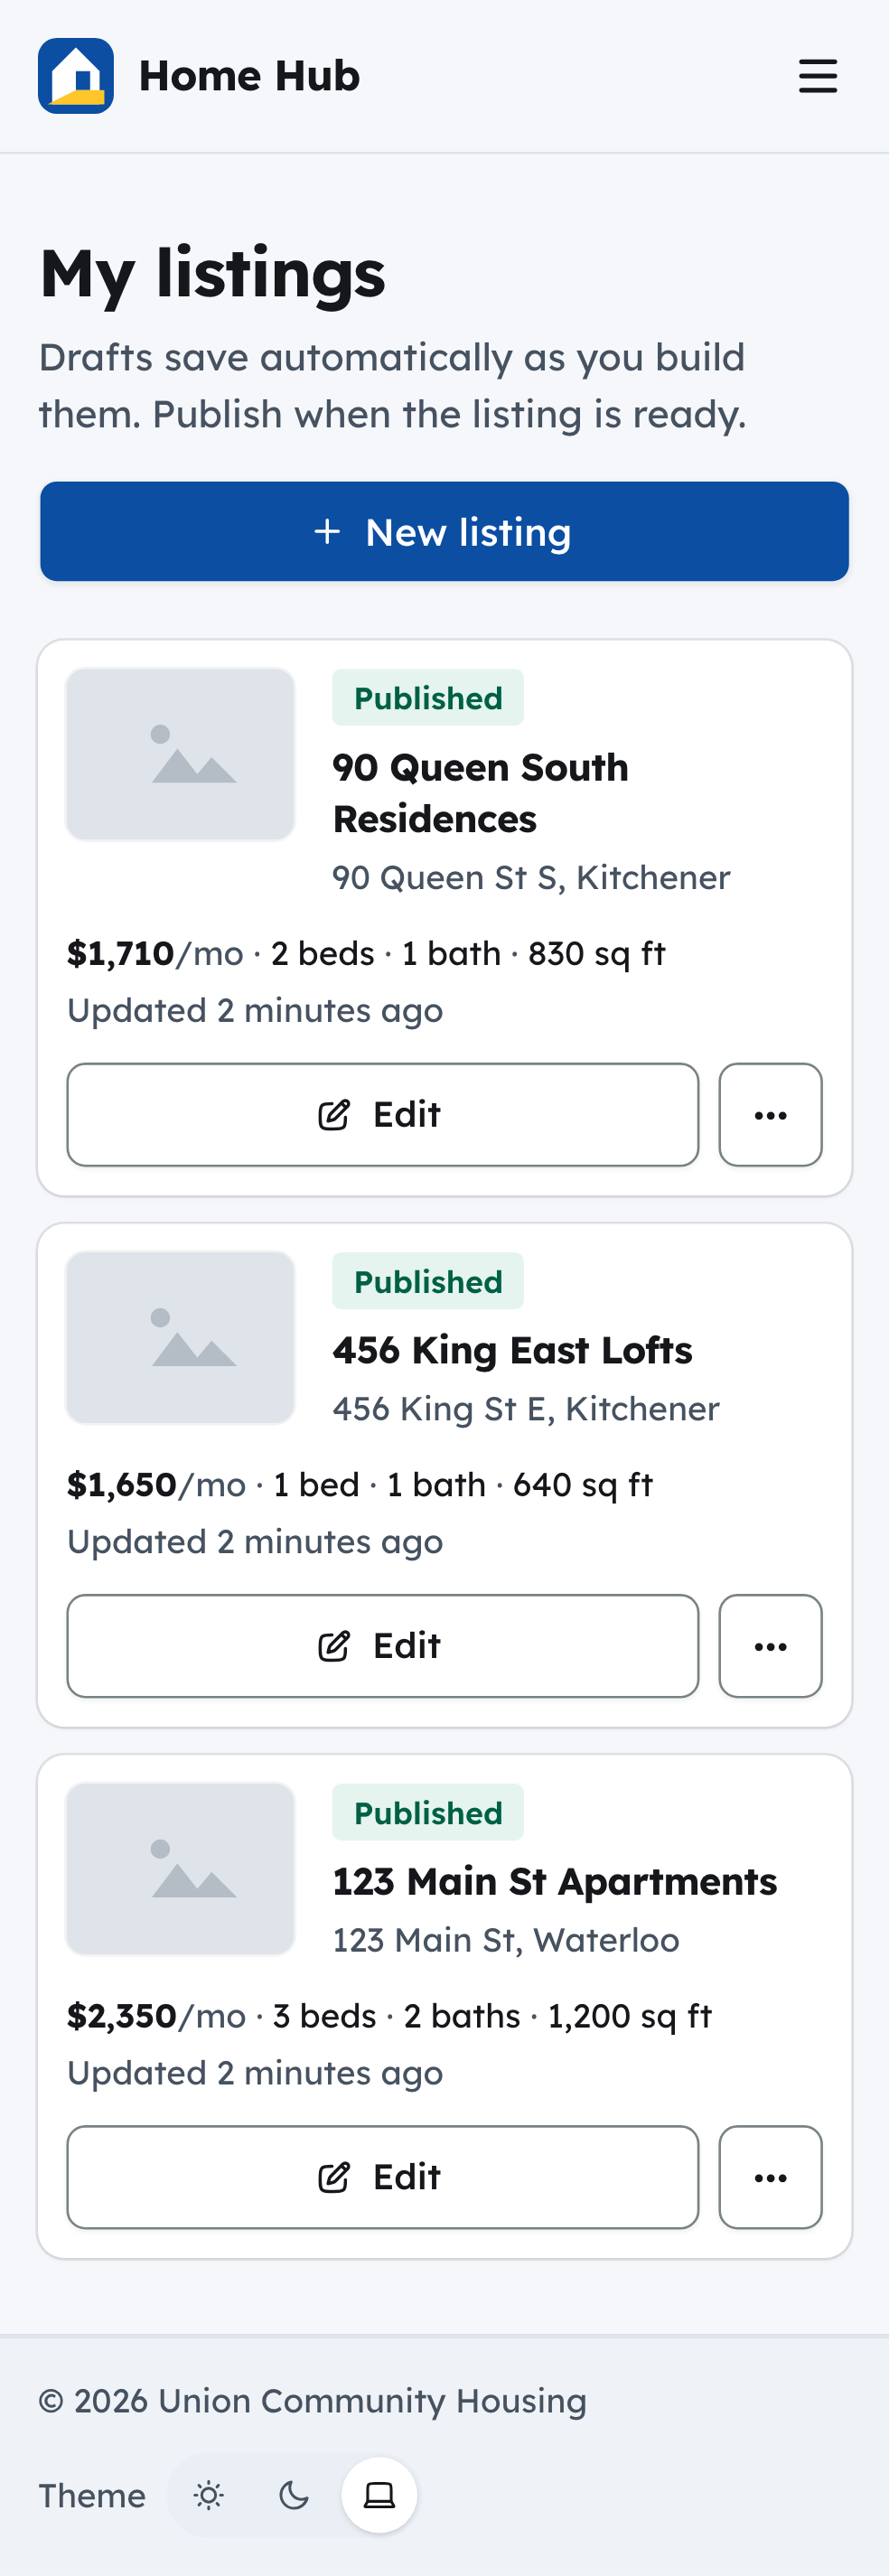 Home Hub
My listings
Drafts save automatically as you build
them. Publish when the listing is ready.
+ New listing
Published
90 Queen South
Residences
90 Queen St S, Kitchener
$1,710/mo · 2 beds · 1 bath · 830 sq ft
Updated 2 minutes ago
Edit
Published
456 King East Lofts
456 King St E, Kitchener
$1,650/mo · 1 bed · 1 bath · 640 sq ft
Updated 2 minutes ago
Edit
Published
123 Main St Apartments
123 Main St, Waterloo
$2,350/mo · 3 beds · 2 baths · 1,200 sq ft
Updated 2 minutes ago
Edit
© 2026 Union Community Housing
Theme